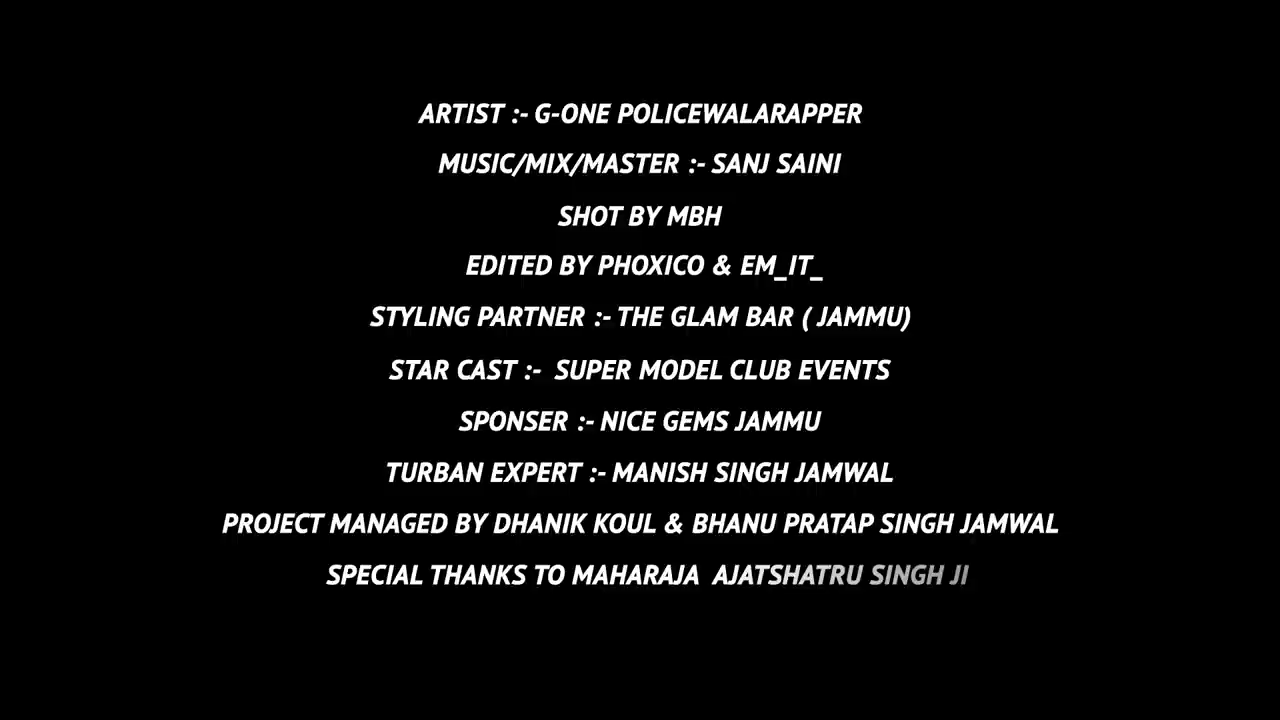 ARTIST :- G-ONE POLICEWALARAPPER
MUSIC/MIX/MASTER :- SANJ SAINI
SHOT BY MBH
EDITED BY PHOXICO & EM_IT_
STYLING PARTNER :- THE GLAM BAR ( JAMMU)
STAR CAST :-  SUPER MODEL CLUB EVENTS
SPONSER :- NICE GEMS JAMMU
TURBAN EXPERT :- MANISH SINGH JAMWAL
PROJECT MANAGED BY DHANIK KOUL & BHANU PRATAP SINGH JAMWAL
SPECIAL THANKS TO MAHARAJA  AJATSHATRU SINGH JI